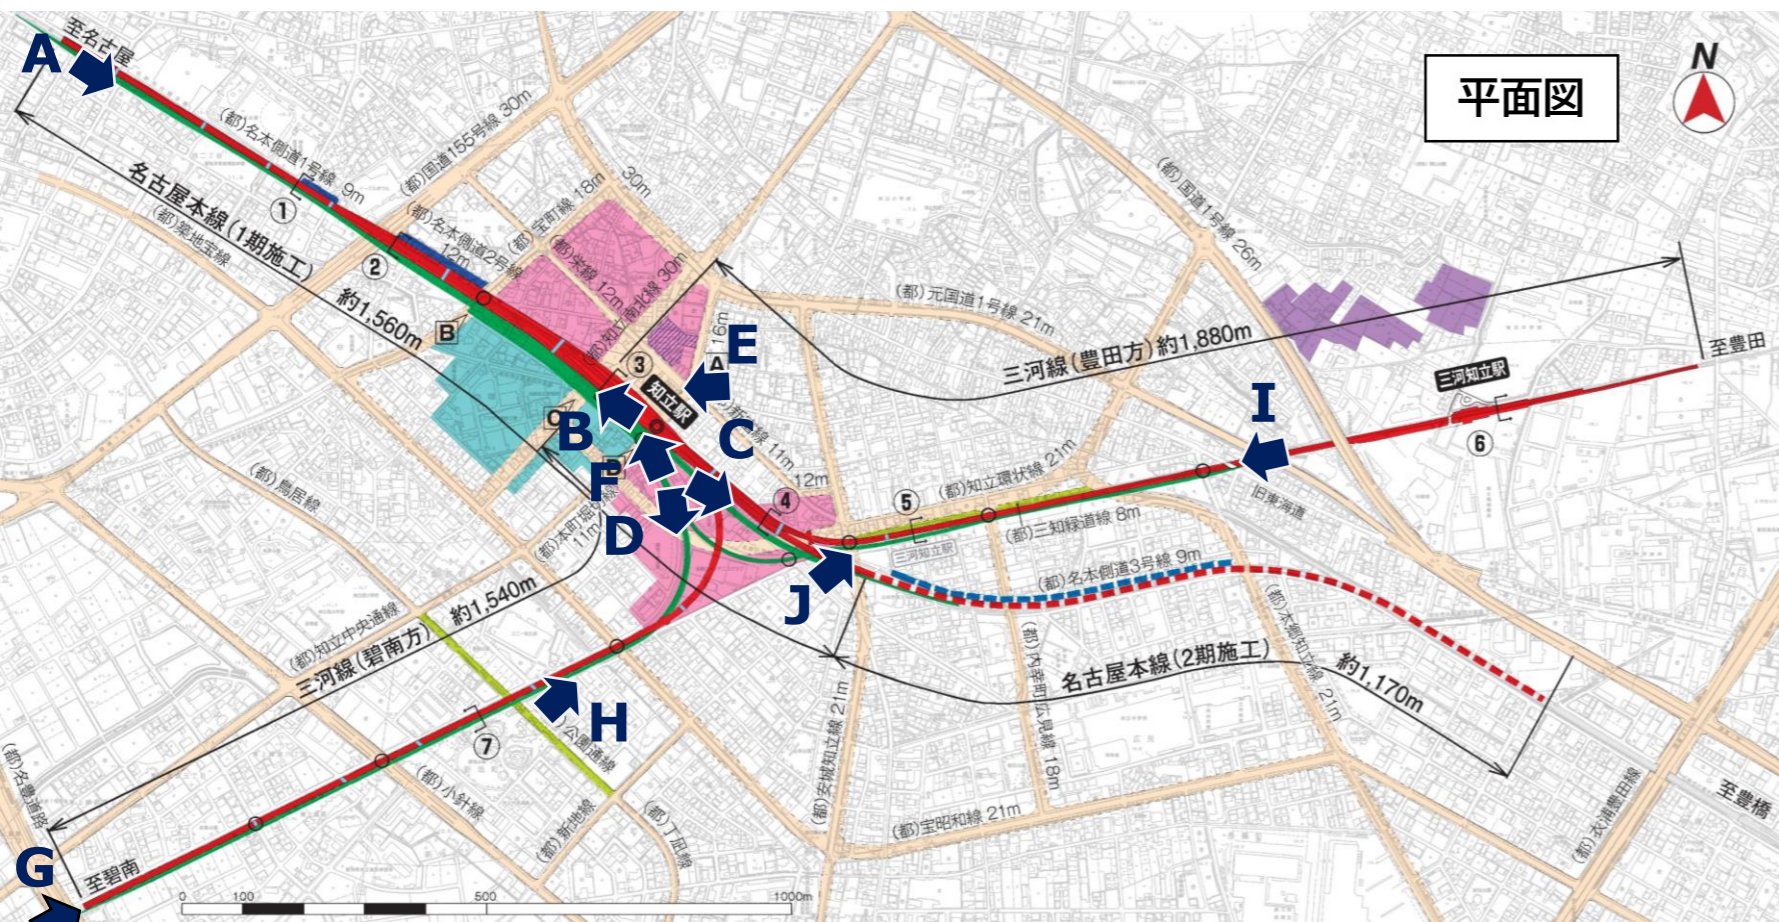 平面図
N
A
至名古屋
(都)名本側道1号線 9m
(都)国道155号線 30m
名古屋本線(1期施工)
約1,560m
(都)築地宝線
①
②
(都)名本側道2号線
12m
(都)宝町線 18m
30m
(都)栄線 12m
(都)知立南北線 30m
16m
(都)国道1号線 26m
(都)元国道1号線 21m
三河線(豊田方)約1,880m
至豊田
三河知立駅
⑥
B
③
知立駅
A
E
C
B
C
F
D
D
I
12m
④
⑤
(都)知立環状線 21m
旧東海道
(都)三知緑道線 8m
三河知立駅
(都)名本側道3号線 9m
(都)鳥居線
11m
J
(都)知立中央通線
三河線(碧南方)
約1,540m
名古屋本線(2期施工)
約1,170m
(都)本郷知立線 21m
(都)内幸町広見線 18m
(都)安城知立線 21m
H
公園通線
⑦
(都)小針線
(都)新地線
(都)丁凪線
(都)宝昭和線 21m
(都)衣浦豊田線
至豊橋
(都)名豊道路
G
至碧南
0 100 500 1000m